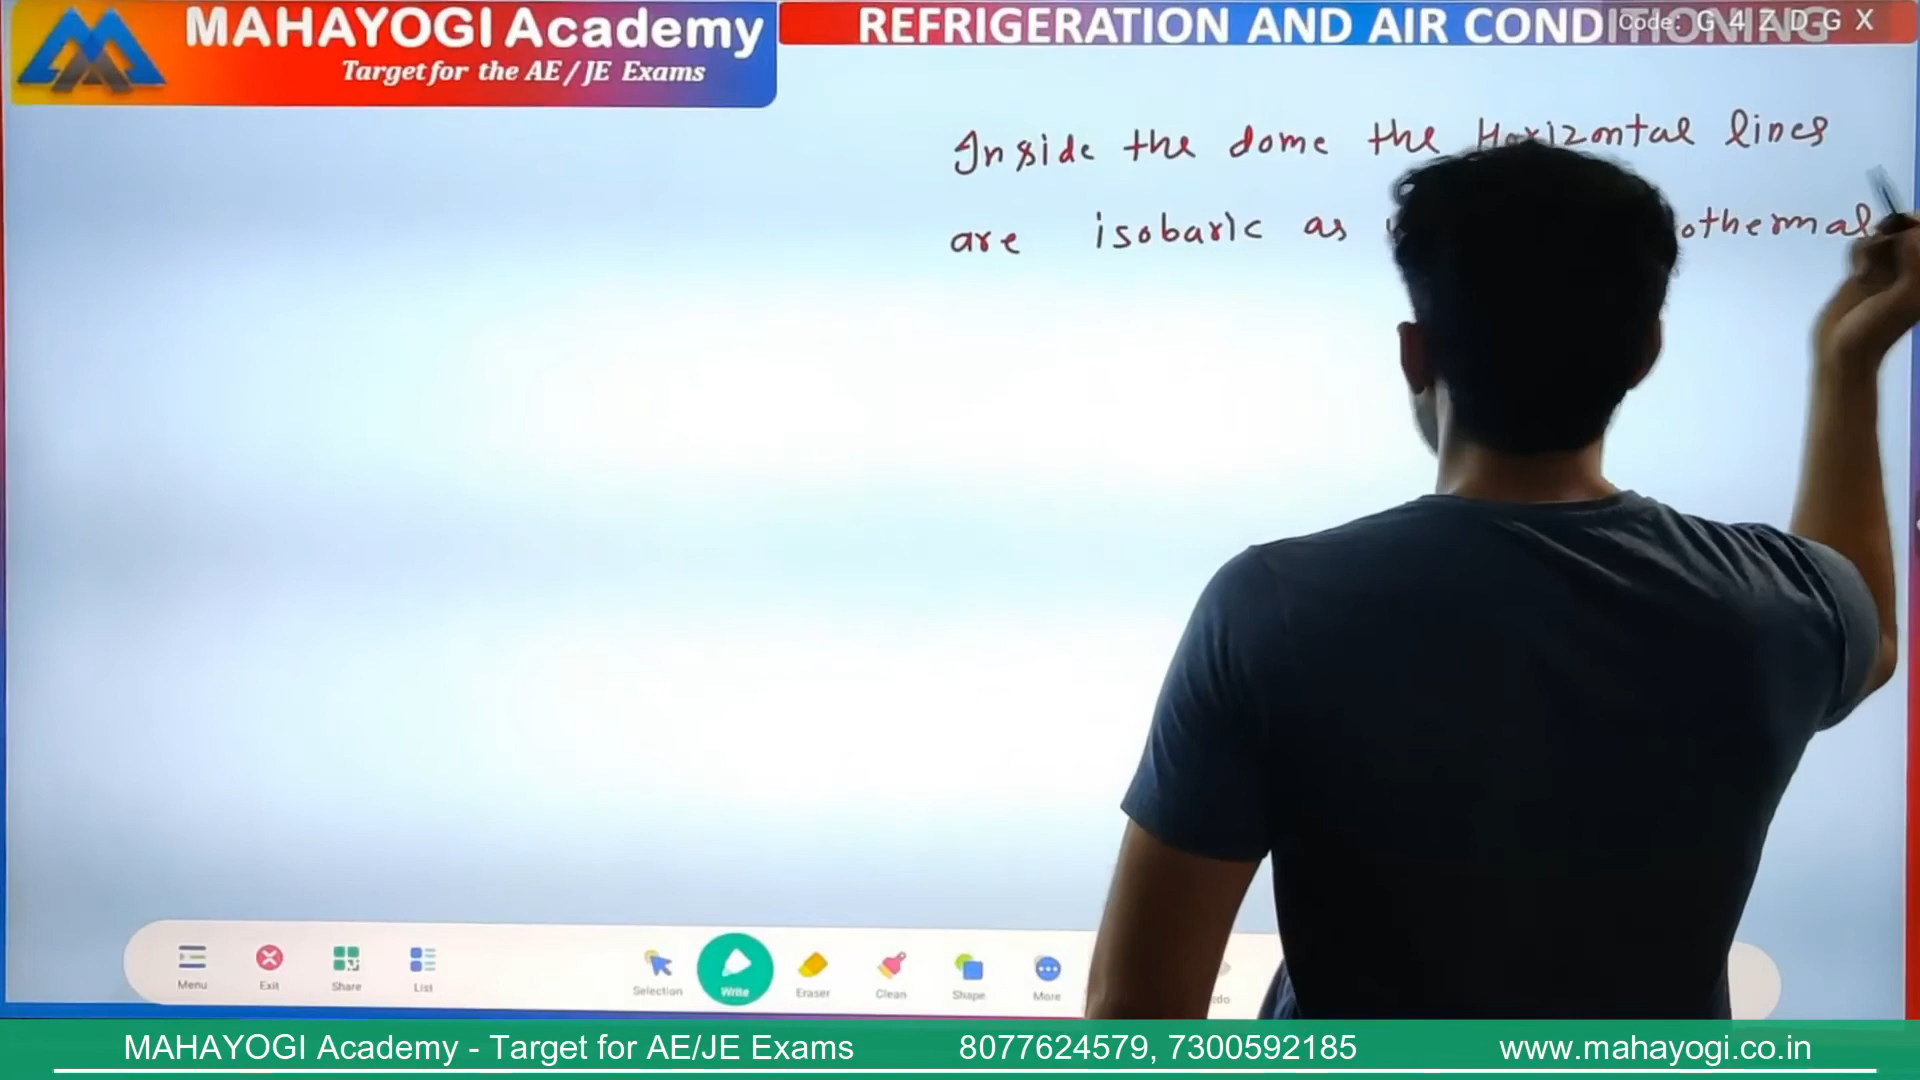 MAHAYOGI Academy
Target for the AE / JE Exams
REFRIGERATION AND AIR CONDITIONING
Code: G 4 Z D G X
Inside the dome the Horizontal lines
are isobaric as othermal
Menu
Exit
Share
List
Selection
Write
Eraser
Clean
Shape
More
MAHAYOGI Academy - Target for AE/JE Exams
8077624579, 7300592185
www.mahayogi.co.in